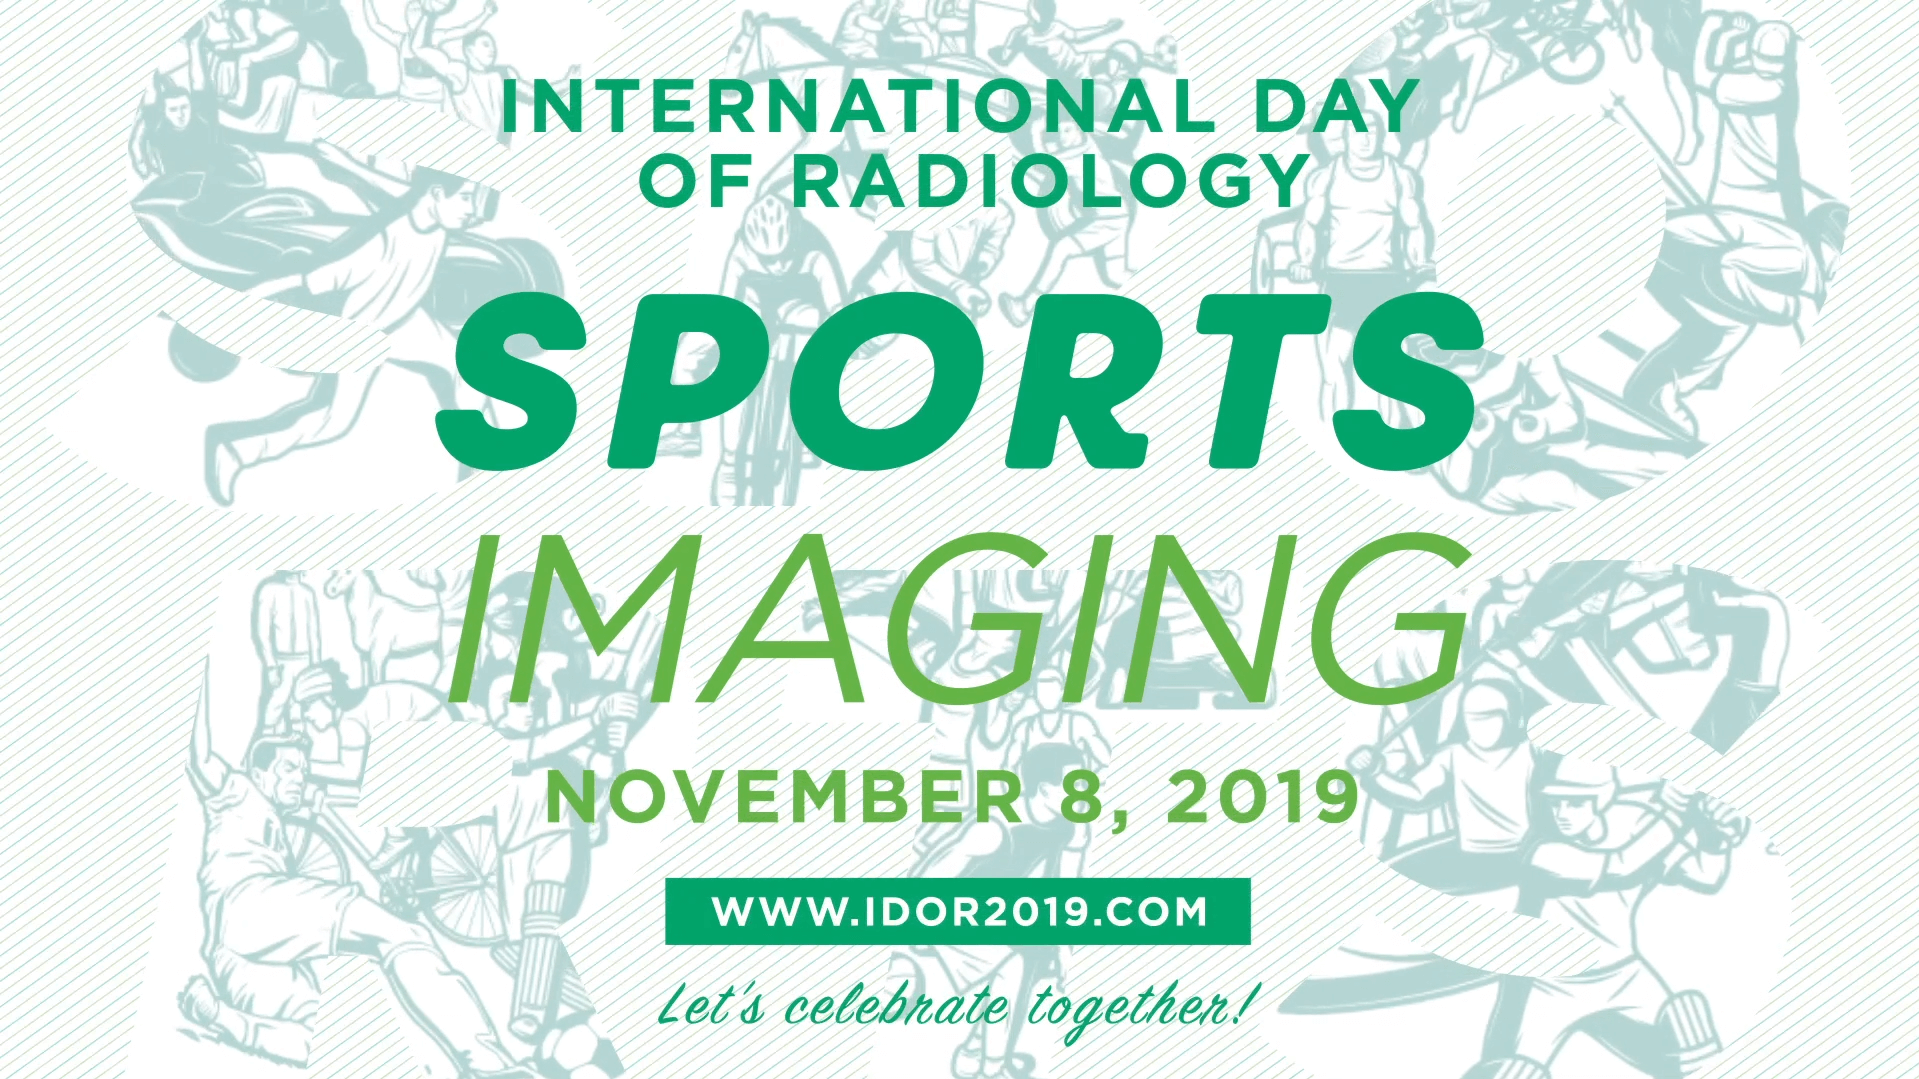 INTERNATIONAL DAY
OF RADIOLOGY
SPORTS
IMAGING
NOVEMBER 8, 2019
WWW.IDOR2019.COM
Let's celebrate together!